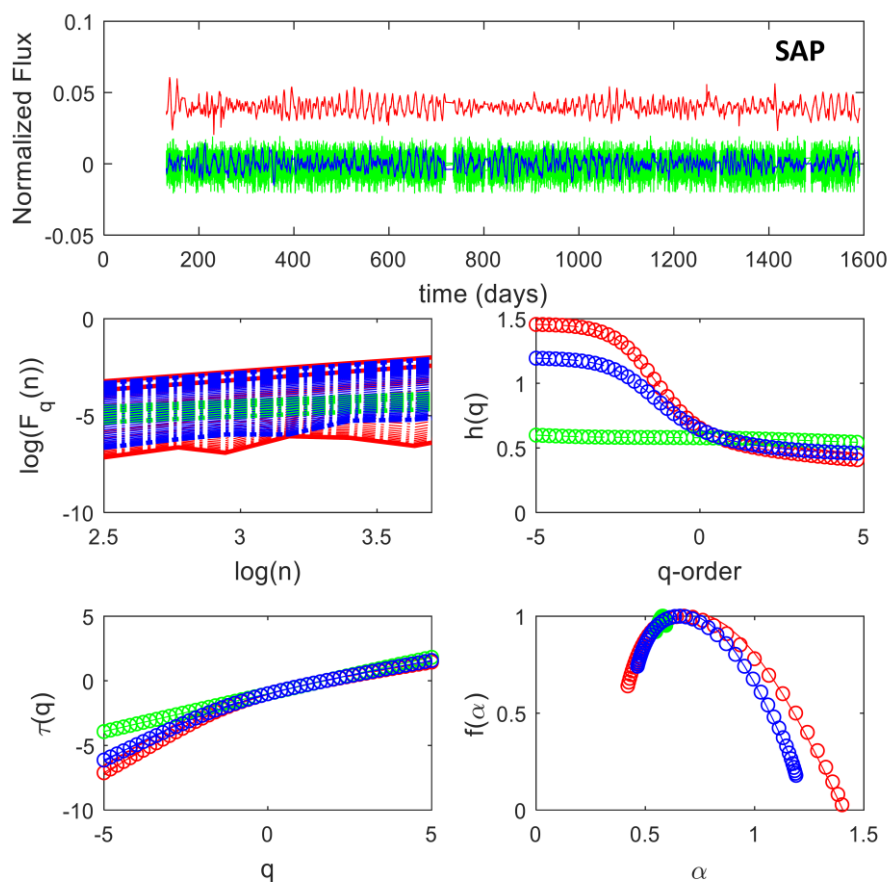 0.1
SAP
0.05
0
-0.05
Normalized Flux
0 200 400 600 800 1000 1200 1400 1600
time (days)
0
-5
-10
log(F_q(n))
2.5 3 3.5
log(n)
1.5
1
0.5
0
h(q)
-5 0 5
q-order
5
0
-5
-10
τ(q)
-5 0 5
q
1
0.5
0
f(α)
0 0.5 1 1.5
α